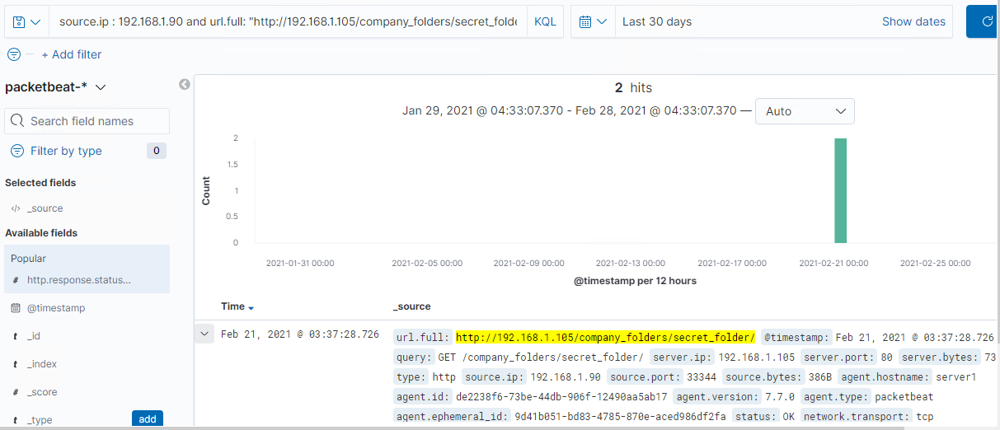 source.ip : 192.168.1.90 and url.full: "http://192.168.1.105/company_folders/secret_folde KQL Last 30 days Show dates
+ Add filter
packetbeat-*
Search field names
Filter by type 0
Selected fields
_source
Available fields
Popular
# http.response.status...
@timestamp
t _id
t _index
# _score
t _type add
2 hits
Jan 29, 2021 @ 04:33:07.370 - Feb 28, 2021 @ 04:33:07.370 — Auto
Count
2
1.5
1
0.5
0
2021-01-31 00:00 2021-02-05 00:00 2021-02-09 00:00 2021-02-13 00:00 2021-02-17 00:00 2021-02-21 00:00 2021-02-25 00:00
@timestamp per 12 hours
Time _source
Feb 21, 2021 @ 03:37:28.726 url.full: http://192.168.1.105/company_folders/secret_folder/ @timestamp: Feb 21, 2021 @ 03:37:28.726
query: GET /company_folders/secret_folder/ server.ip: 192.168.1.105 server.port: 80 server.bytes: 73
type: http source.ip: 192.168.1.90 source.port: 33344 source.bytes: 386B agent.hostname: server1
agent.id: de2238f6-73be-44db-906f-12490aa5ab17 agent.version: 7.7.0 agent.type: packetbeat
agent.ephemeral_id: 9d41b051-bd83-4785-870e-aced986df2fa status: OK network.transport: tcp